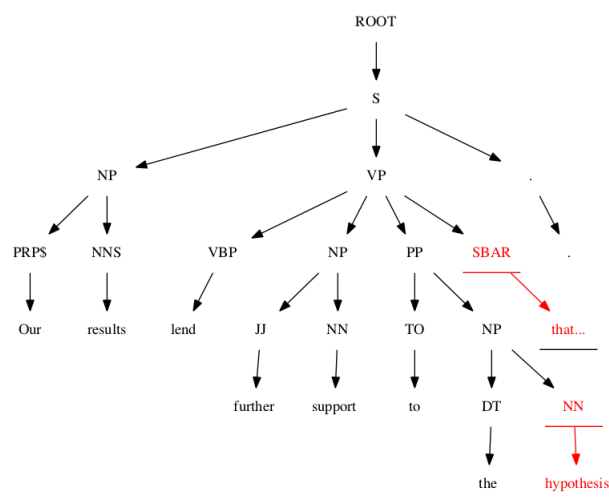 ROOT
S
NP VP .
PRP$ NNS VBP NP PP SBAR .
Our results lend JJ NN TO NP that...
further support to DT NN
the hypothesis